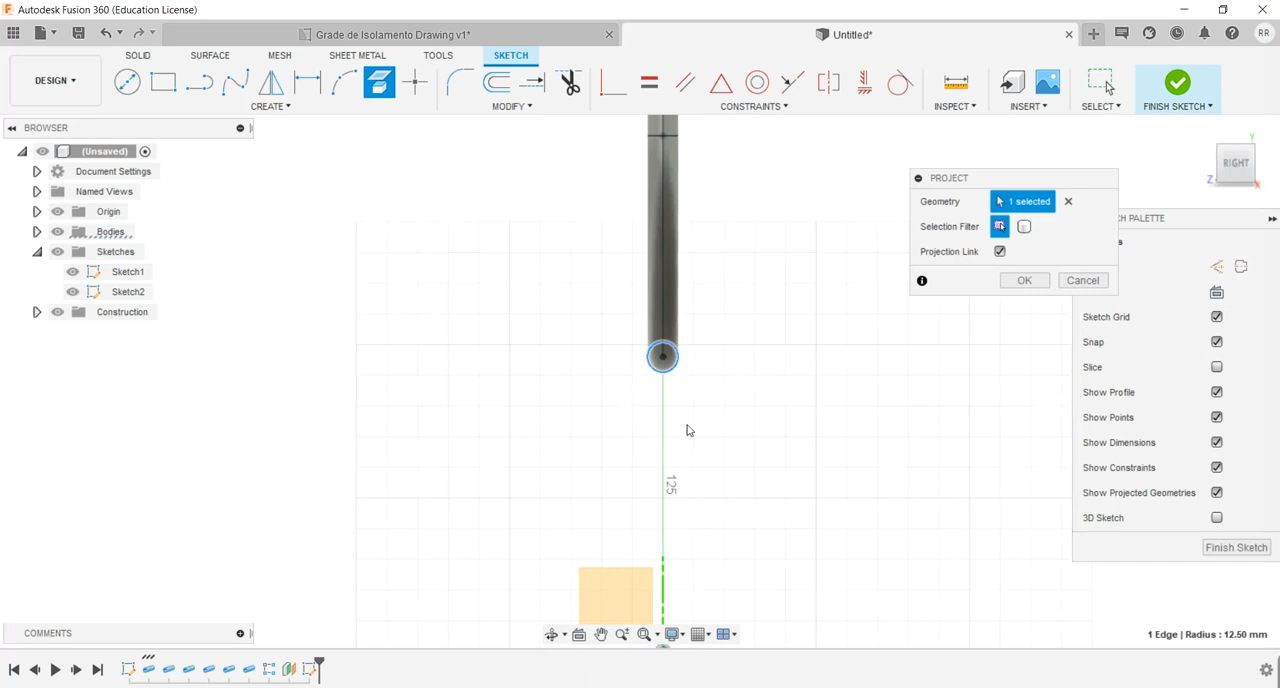 Autodesk Fusion 360 (Education License)
Grade de Isolamento Drawing v1*
Untitled*
RR
DESIGN
SOLID
SURFACE
MESH
SHEET METAL
TOOLS
SKETCH
CREATE
MODIFY
CONSTRAINTS
INSPECT
INSERT
SELECT
FINISH SKETCH
BROWSER
(Unsaved)
Document Settings
Named Views
Origin
Bodies
Sketches
Sketch1
Sketch2
Construction
125
Y
RIGHT
Z
X
PROJECT
Geometry
1 selected
Selection Filter
Projection Link
OK
Cancel
CH PALETTE
s
Sketch Grid
Snap
Slice
Show Profile
Show Points
Show Dimensions
Show Constraints
Show Projected Geometries
3D Sketch
Finish Sketch
COMMENTS
1 Edge | Radius : 12.50 mm